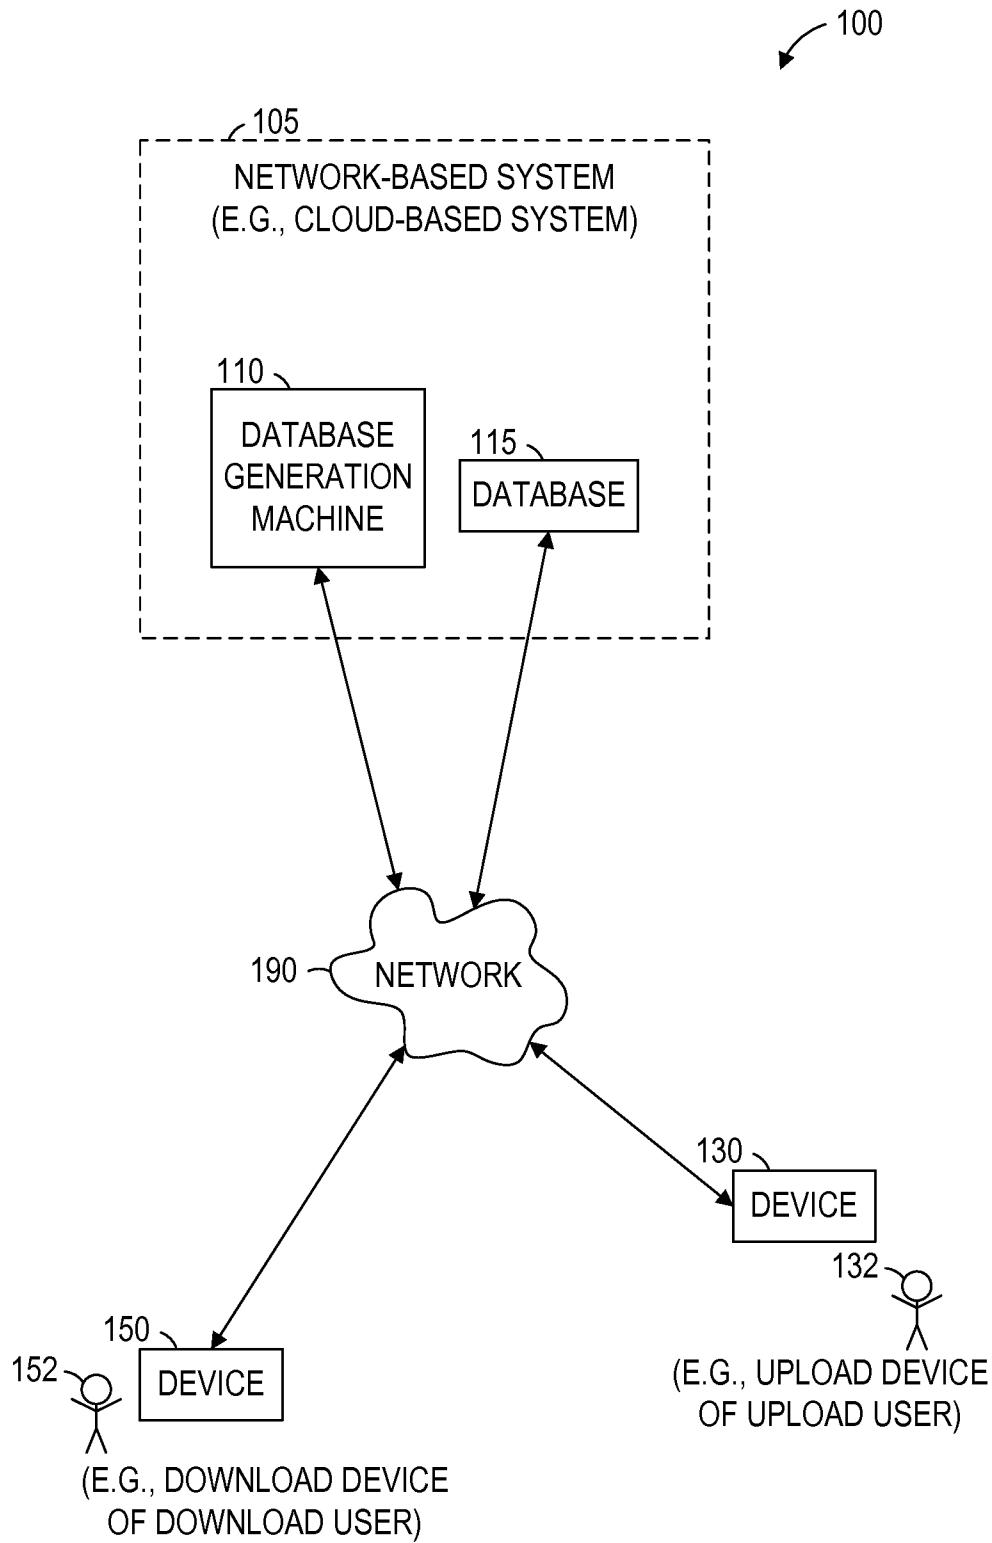 100
105
NETWORK-BASED SYSTEM
(E.G., CLOUD-BASED SYSTEM)
110
DATABASE
GENERATION
MACHINE
115
DATABASE
190
NETWORK
130
DEVICE
132
(E.G., UPLOAD DEVICE
OF UPLOAD USER)
150
DEVICE
152
(E.G., DOWNLOAD DEVICE
OF DOWNLOAD USER)